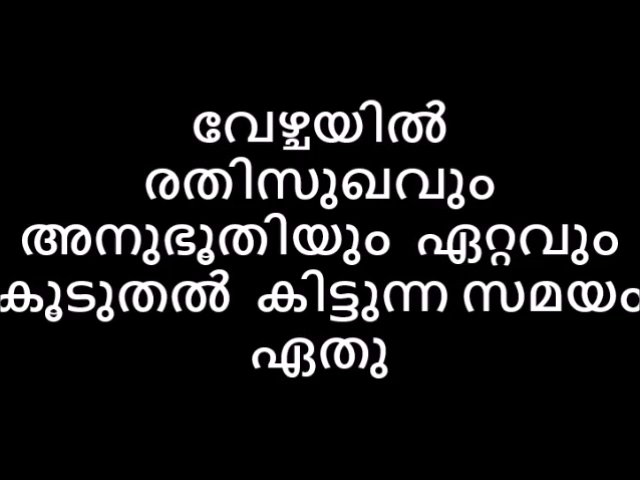 വേഴ്ചയിൽ
രതിസുഖവും
അനുഭൂതിയും ഏറ്റവും
കൂടുതൽ കിട്ടുന്ന സമയം
ഏതു